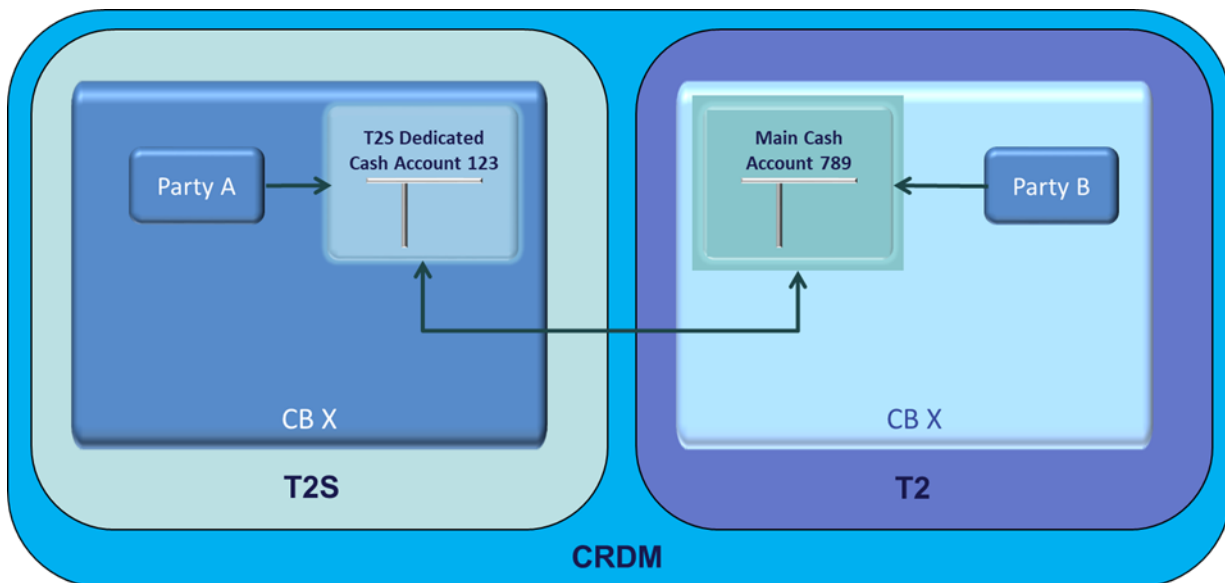 T2S Dedicated
Cash Account 123
Main Cash
Account 789
Party A
Party B
CB X
CB X
T2S
T2
CRDM